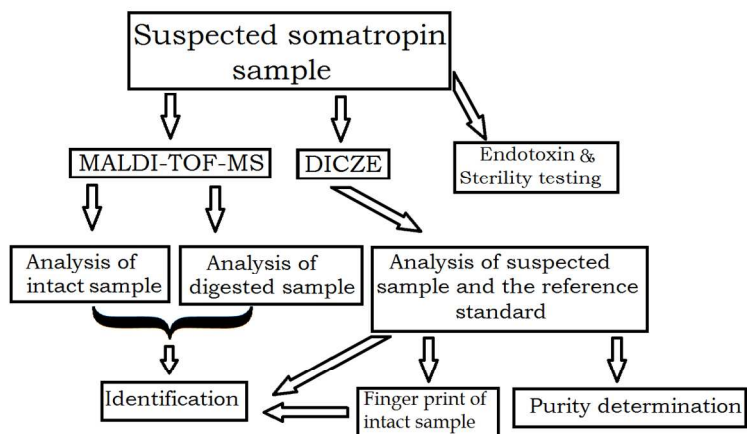 Suspected somatropin
sample
MALDI-TOF-MS
DICZE
Endotoxin &
Sterility testing
Analysis of
intact sample
Analysis of
digested sample
Analysis of suspected
sample and the reference
standard
Identification
Finger print of
intact sample
Purity determination